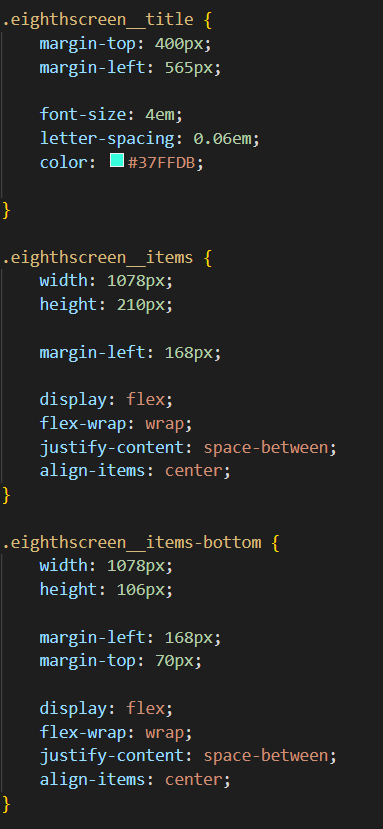 .eighthscreen__title {
margin-top: 400px;
margin-left: 565px;
font-size: 4em;
letter-spacing: 0.06em;
color: #37FFDB;
}
.eighthscreen__items {
width: 1078px;
height: 210px;
margin-left: 168px;
display: flex;
flex-wrap: wrap;
justify-content: space-between;
align-items: center;
}
.eighthscreen__items-bottom {
width: 1078px;
height: 106px;
margin-left: 168px;
margin-top: 70px;
display: flex;
flex-wrap: wrap;
justify-content: space-between;
align-items: center;
}